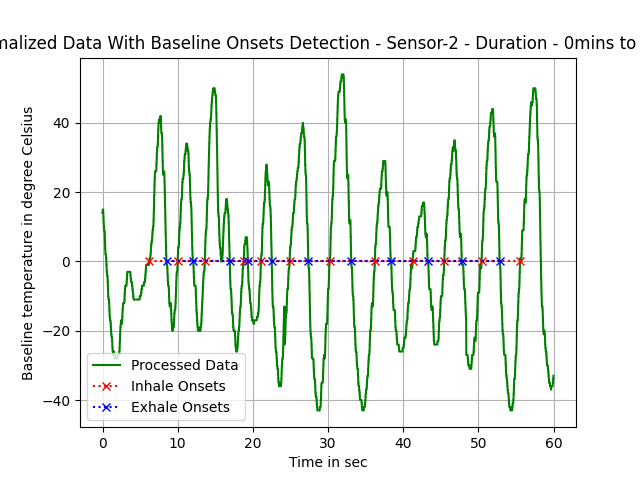 malized Data With Baseline Onsets Detection - Sensor-2 - Duration - 0mins to
Baseline temperature in degree celsius
40
20
0
−20
−40
Processed Data
Inhale Onsets
Exhale Onsets
0 10 20 30 40 50 60
Time in sec